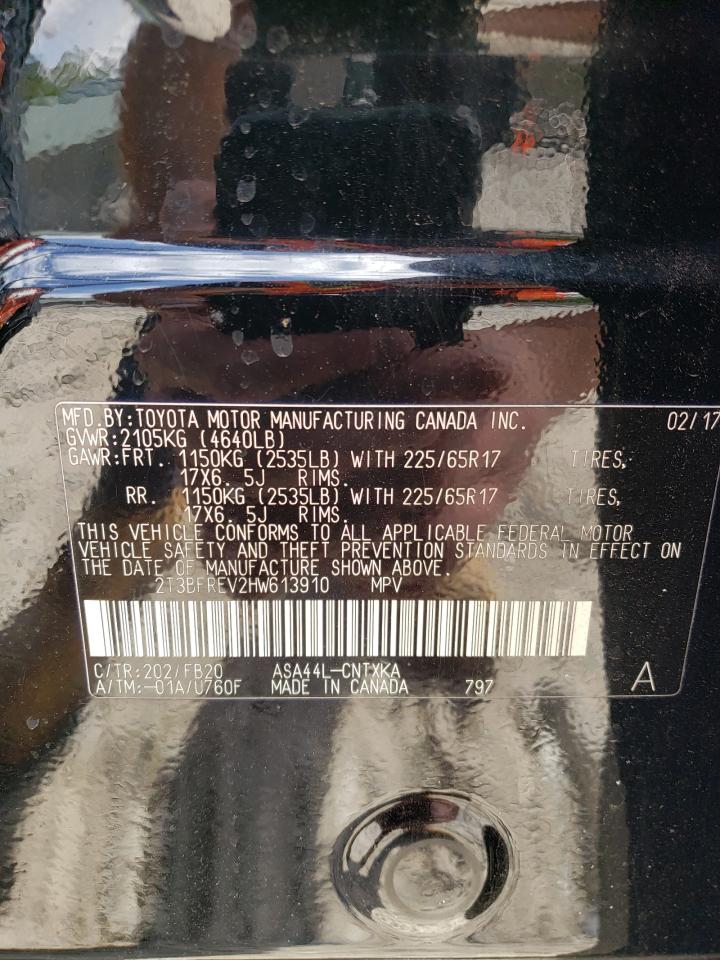 MFD.BY:TOYOTA MOTOR MANUFACTURING CANADA INC. 02/17
GVWR:2105KG (4640LB)
GAWR:FRT. 1150KG (2535LB) WITH 225/65R17 TIRES,
17X6.5J RIMS.
RR. 1150KG (2535LB) WITH 225/65R17 TIRES,
17X6.5J RIMS.
THIS VEHICLE CONFORMS TO ALL APPLICABLE FEDERAL MOTOR
VEHICLE SAFETY AND THEFT PREVENTION STANDARDS IN EFFECT ON
THE DATE OF MANUFACTURE SHOWN ABOVE.
2T3BFREV2HW613910 MPV
C/TR:202/FB20 ASA44L-CNTXKA
A/TM:-01A/U760F MADE IN CANADA 797 A